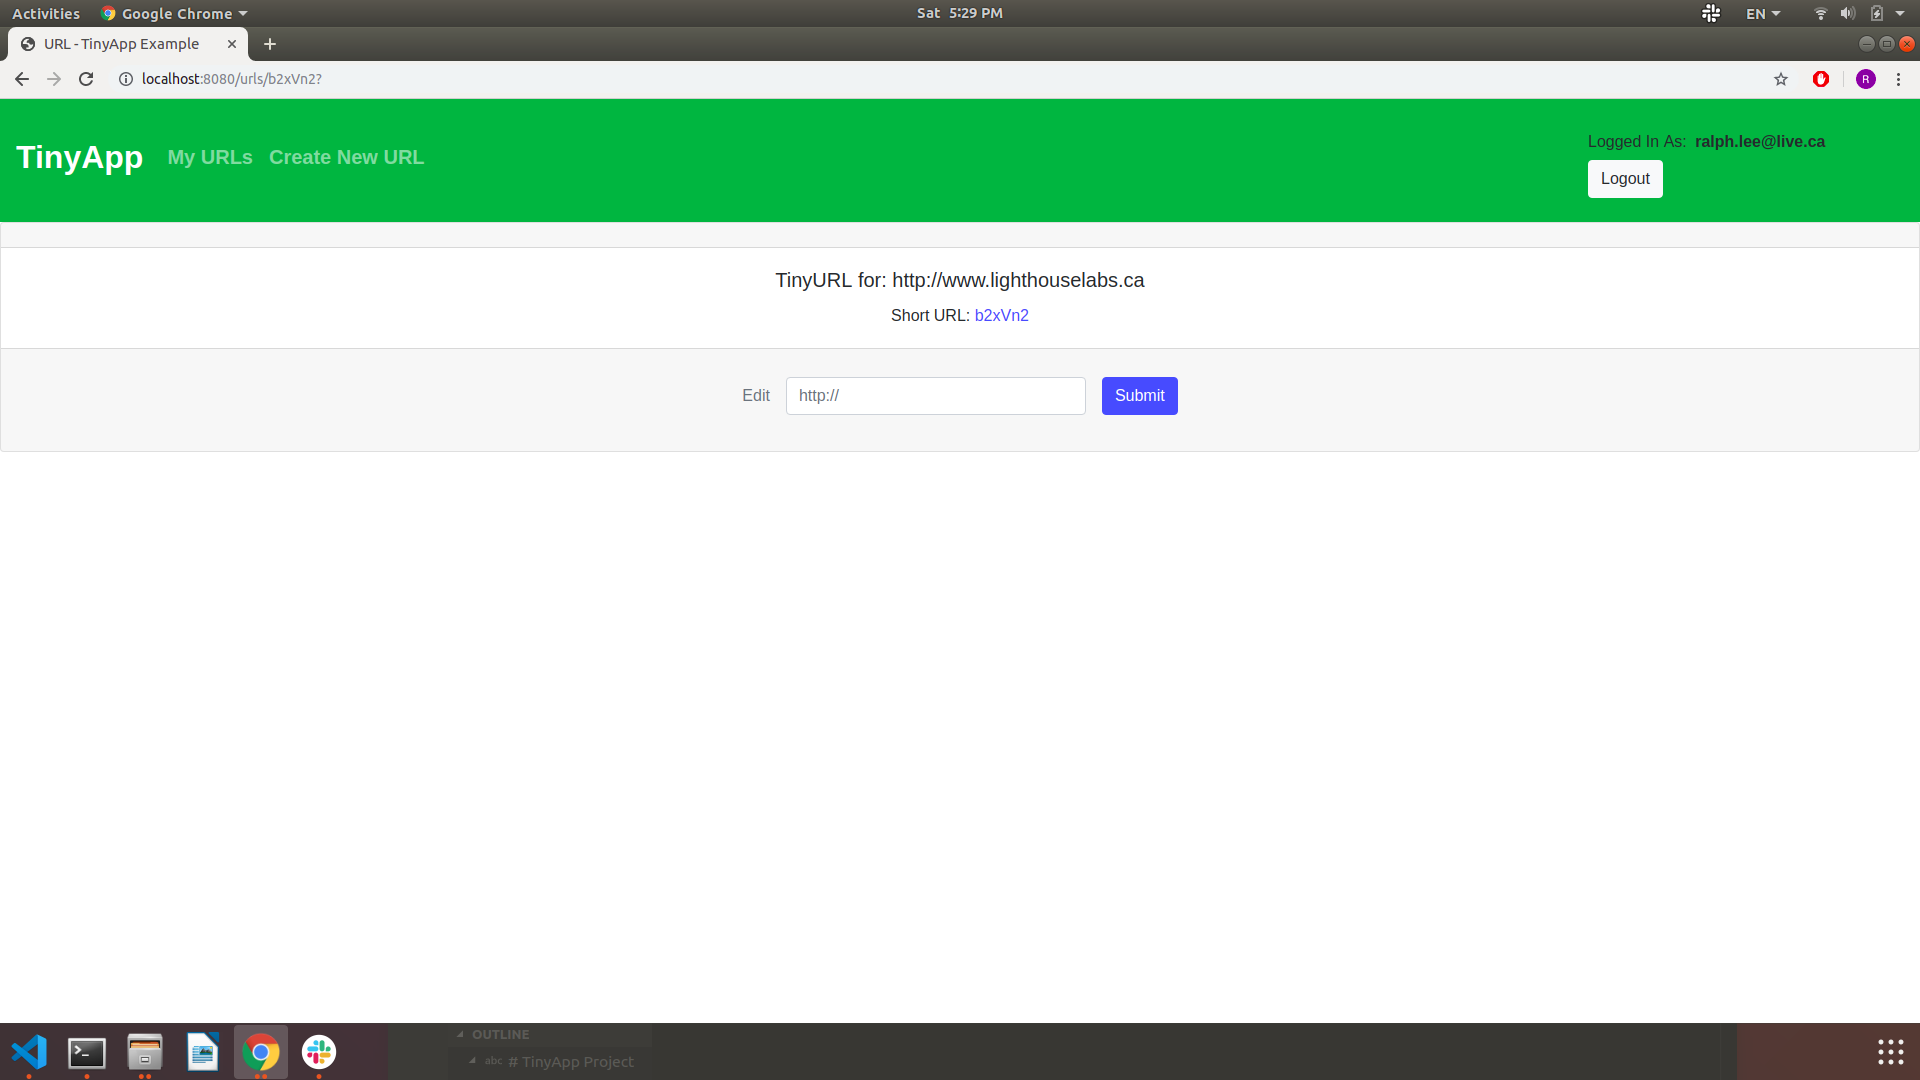 Activities Google Chrome Sat 5:29 PM EN
URL - TinyApp Example
localhost:8080/urls/b2xVn2? R
TinyApp My URLs Create New URL
Logged In As: ralph.lee@live.ca
Logout
TinyURL for: http://www.lighthouselabs.ca
Short URL: b2xVn2
Edit http:// Submit
OUTLINE
abc # TinyApp Project